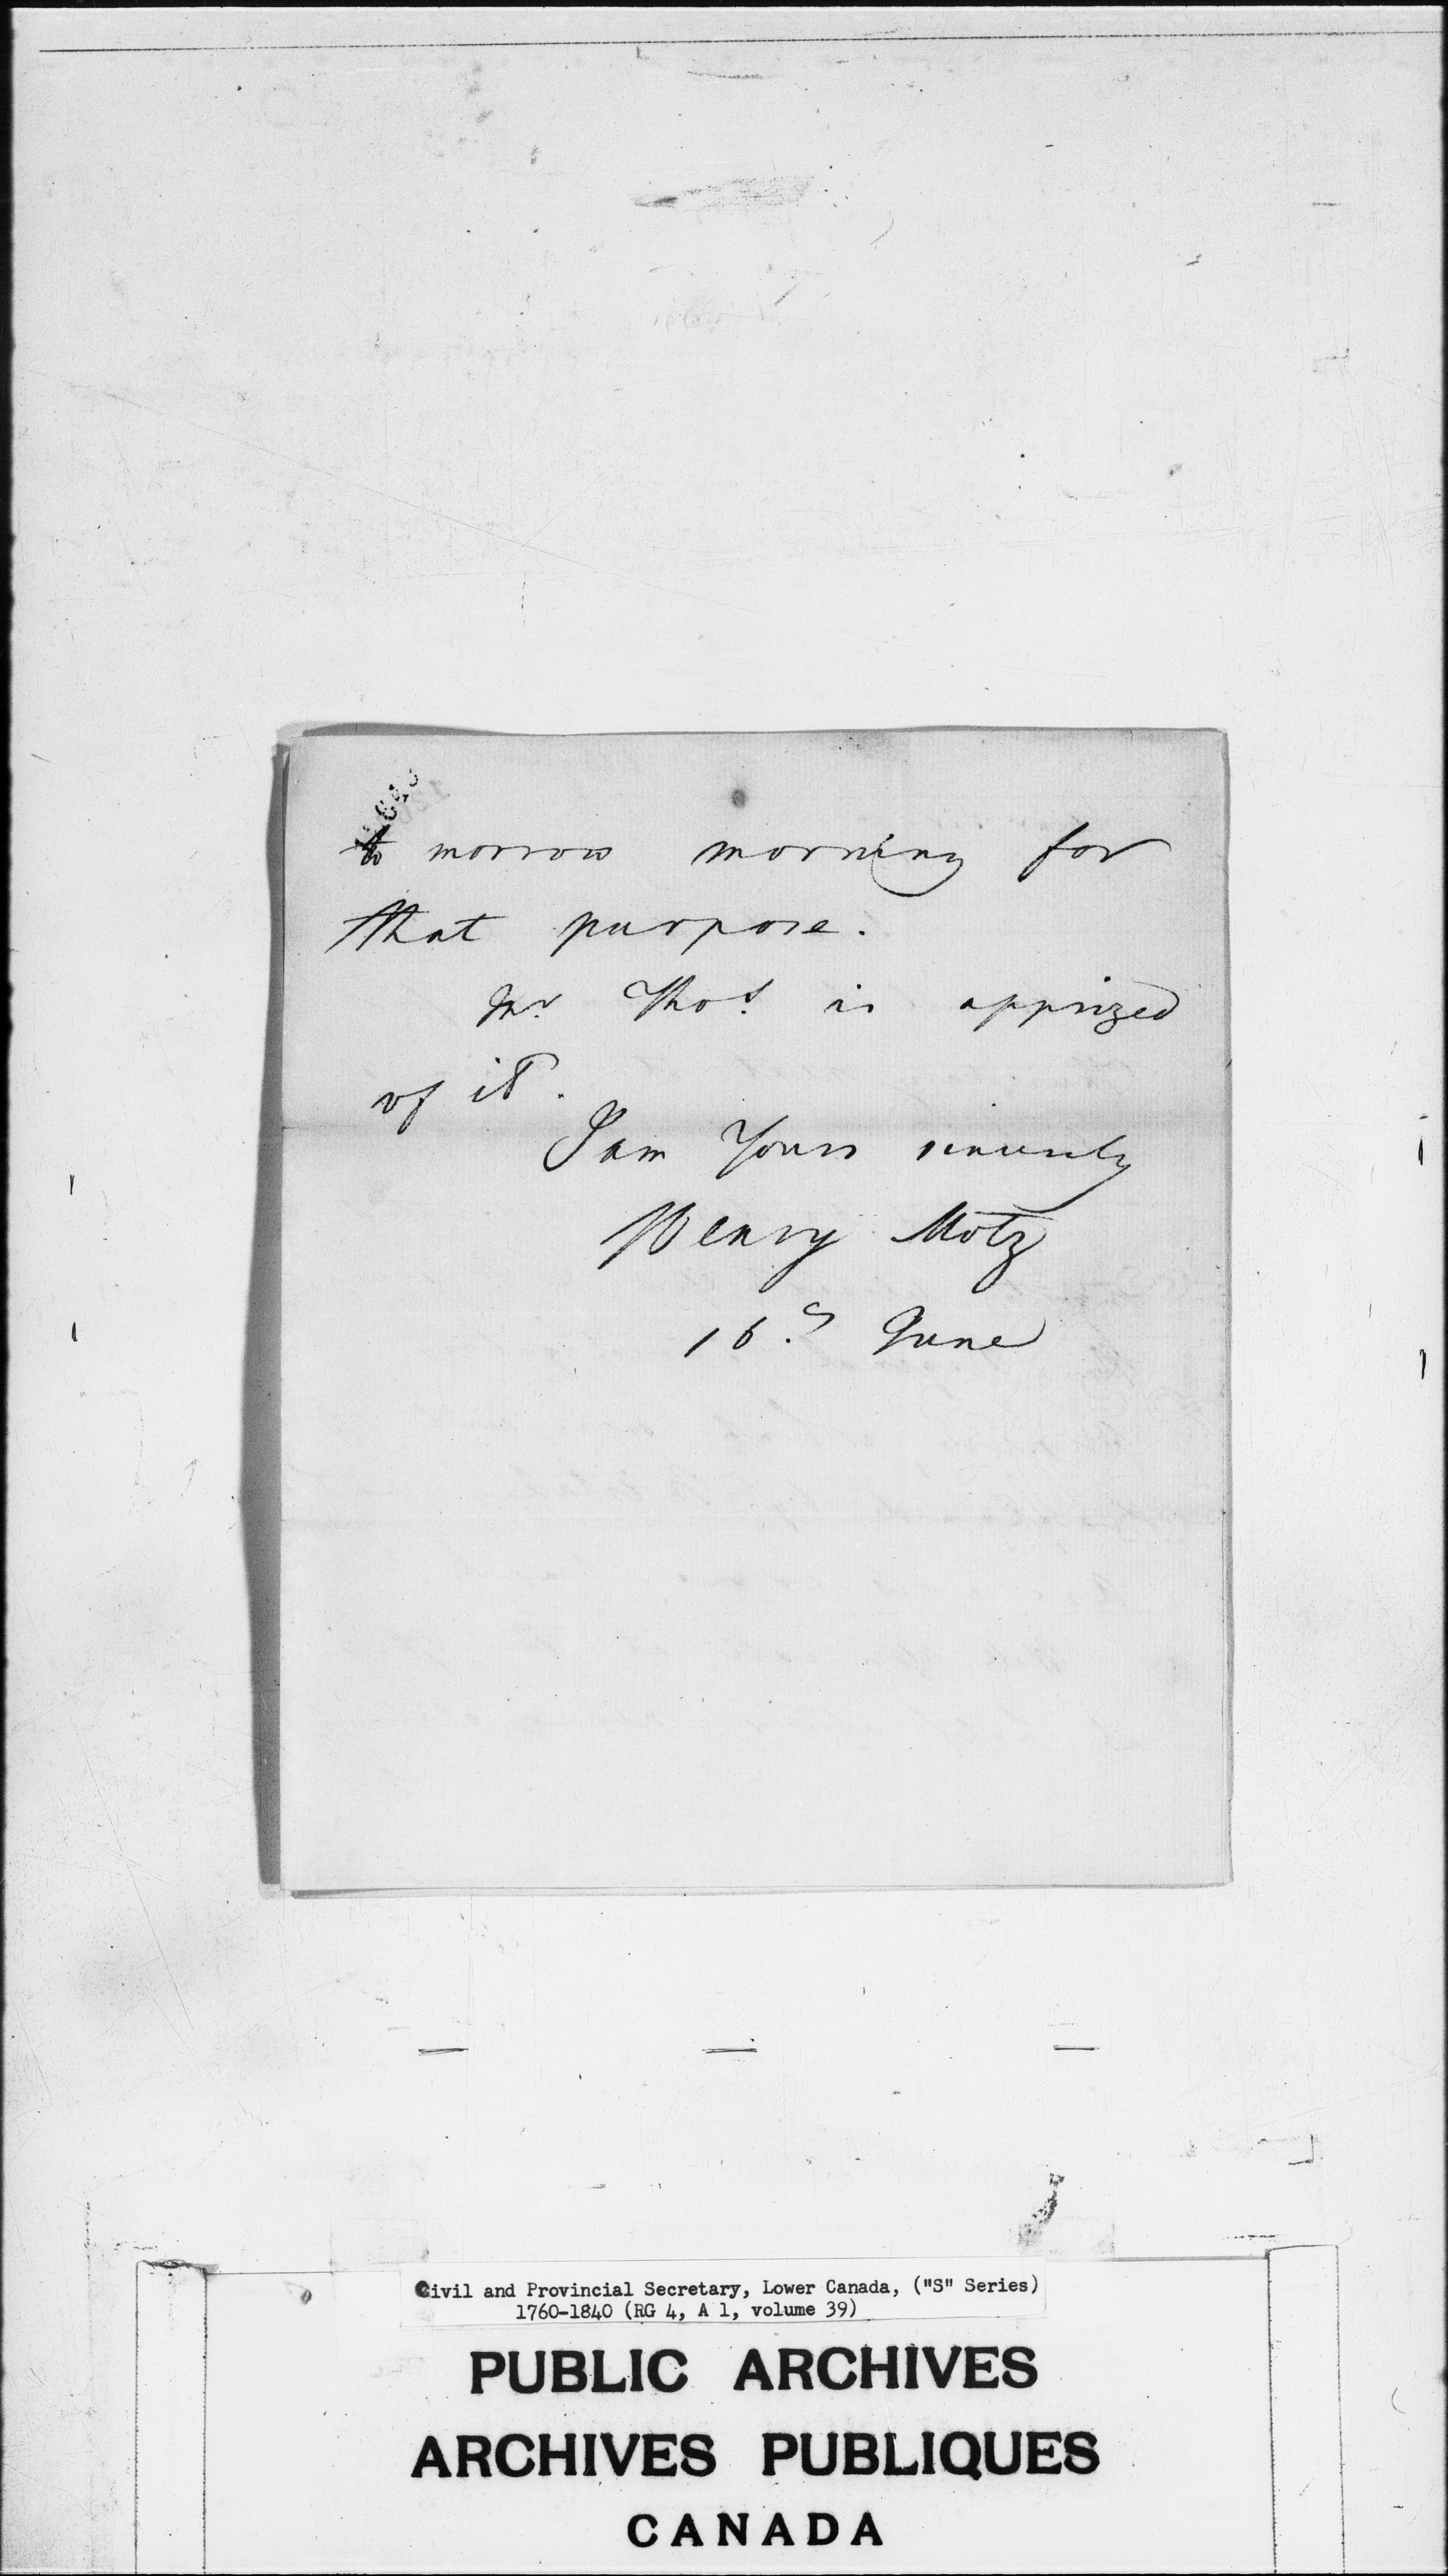 to morrow morning for
that purpose.
Mr. Thos. is apprized
of it.
I am Yours sincerely
Henry Motz
16. June
Civil and Provincial Secretary, Lower Canada, ("S" Series)
1760-1840 (RG 4, A 1, volume 39)
PUBLIC ARCHIVES
ARCHIVES PUBLIQUES
CANADA